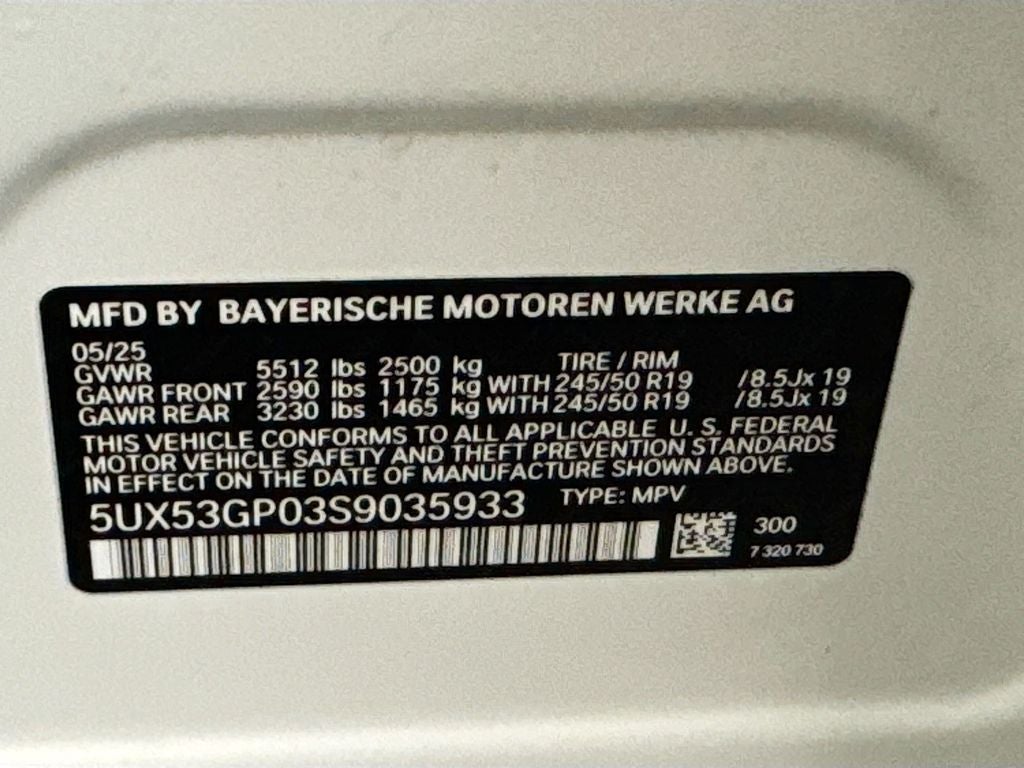 MFD BY BAYERISCHE MOTOREN WERKE AG
05/25
GVWR 5512 lbs 2500 kg TIRE / RIM
GAWR FRONT 2590 lbs 1175 kg WITH 245/50 R19 /8.5Jx 19
GAWR REAR 3230 lbs 1465 kg WITH 245/50 R19 /8.5Jx 19
THIS VEHICLE CONFORMS TO ALL APPLICABLE U. S. FEDERAL
MOTOR VEHICLE SAFETY AND THEFT PREVENTION STANDARDS
IN EFFECT ON THE DATE OF MANUFACTURE SHOWN ABOVE.
5UX53GP03S9035933 TYPE: MPV
300
7 320 730